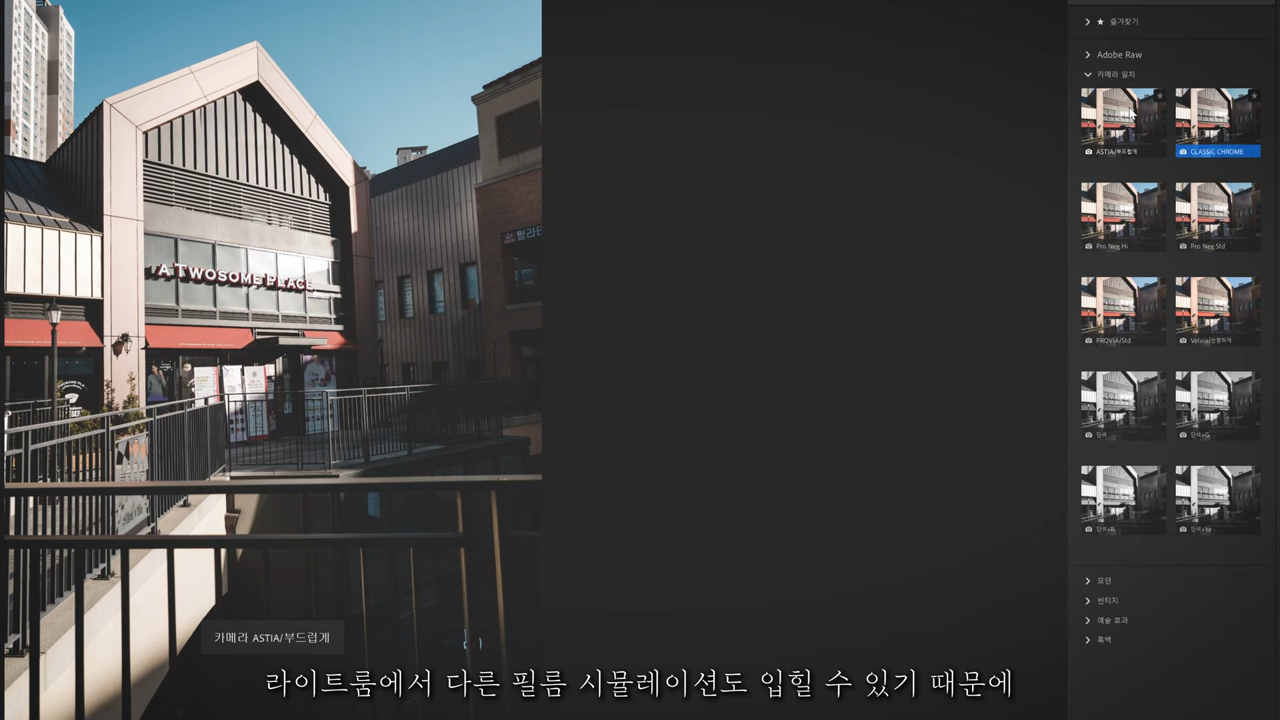 즐겨찾기
Adobe Raw
카메라 일치
ASTIA/부드럽게
CLASSIC CHROME
Pro Neg Hi
Pro Neg Std
PROVIA/Std
Velvia/선명하게
단색
단색+G
단색+R
단색+Ye
모던
빈티지
예술 효과
흑백
A TWOSOME PLACE
카메라 ASTIA/부드럽게
라이트룸에서 다른 필름 시뮬레이션도 입힐 수 있기 때문에